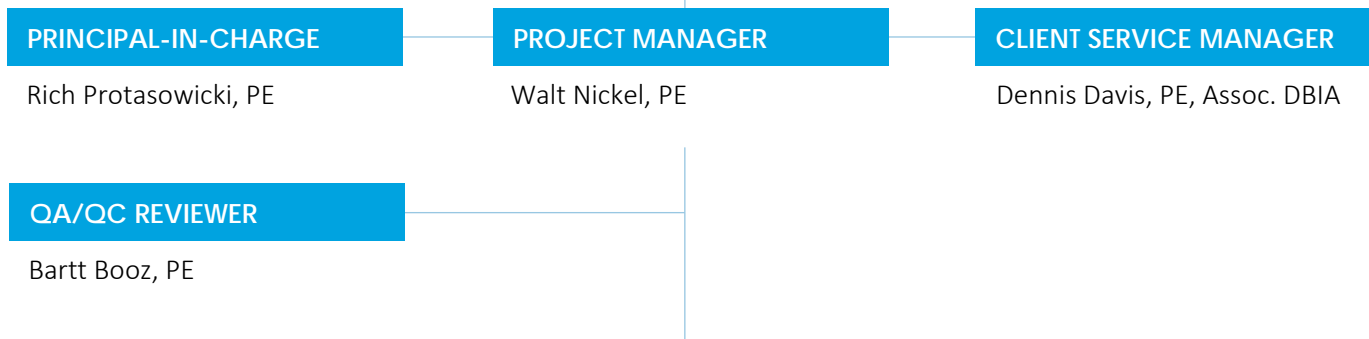 PRINCIPAL-IN-CHARGE
Rich Protasowicki, PE
PROJECT MANAGER
Walt Nickel, PE
CLIENT SERVICE MANAGER
Dennis Davis, PE, Assoc. DBIA
QA/QC REVIEWER
Bartt Booz, PE